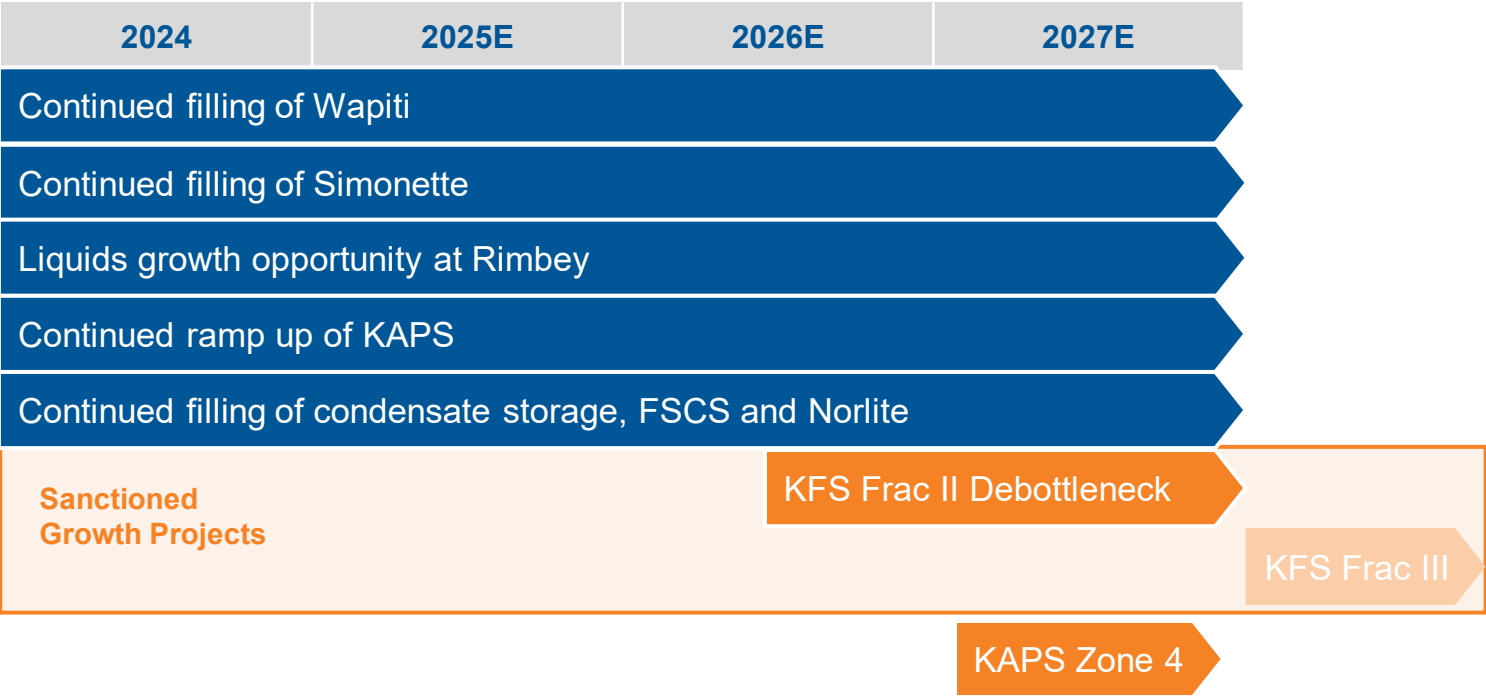 2024 2025E 2026E 2027E
Continued filling of Wapiti
Continued filling of Simonette
Liquids growth opportunity at Rimbey
Continued ramp up of KAPS
Continued filling of condensate storage, FSCS and Norlite
KFS Frac II Debottleneck
Sanctioned
Growth Projects
KFS Frac III
KAPS Zone 4